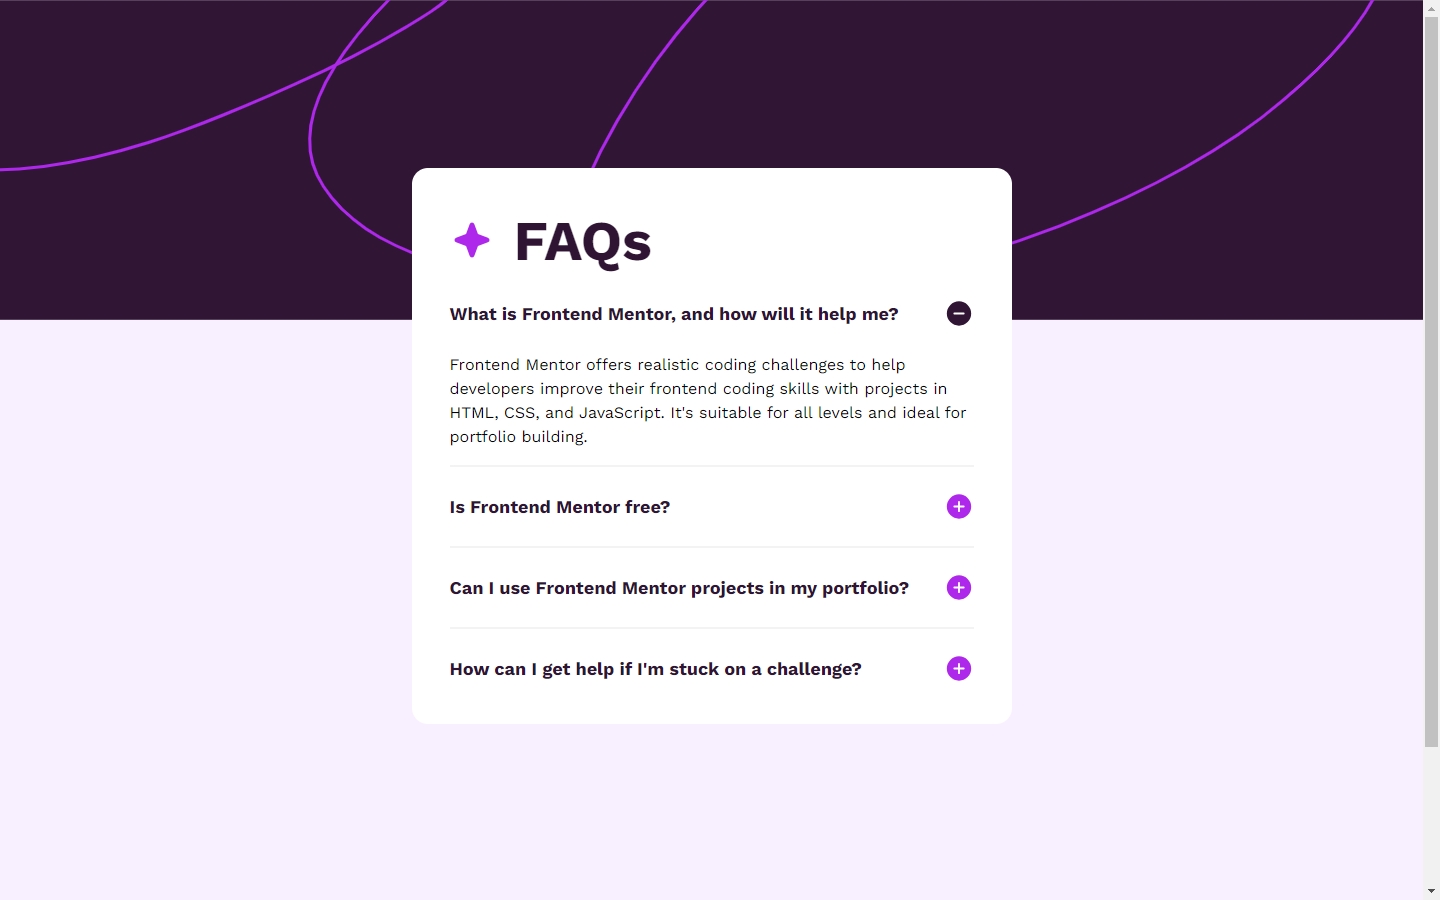 FAQs
What is Frontend Mentor, and how will it help me?
Frontend Mentor offers realistic coding challenges to help
developers improve their frontend coding skills with projects in
HTML, CSS, and JavaScript. It's suitable for all levels and ideal for
portfolio building.
Is Frontend Mentor free?
Can I use Frontend Mentor projects in my portfolio?
How can I get help if I'm stuck on a challenge?